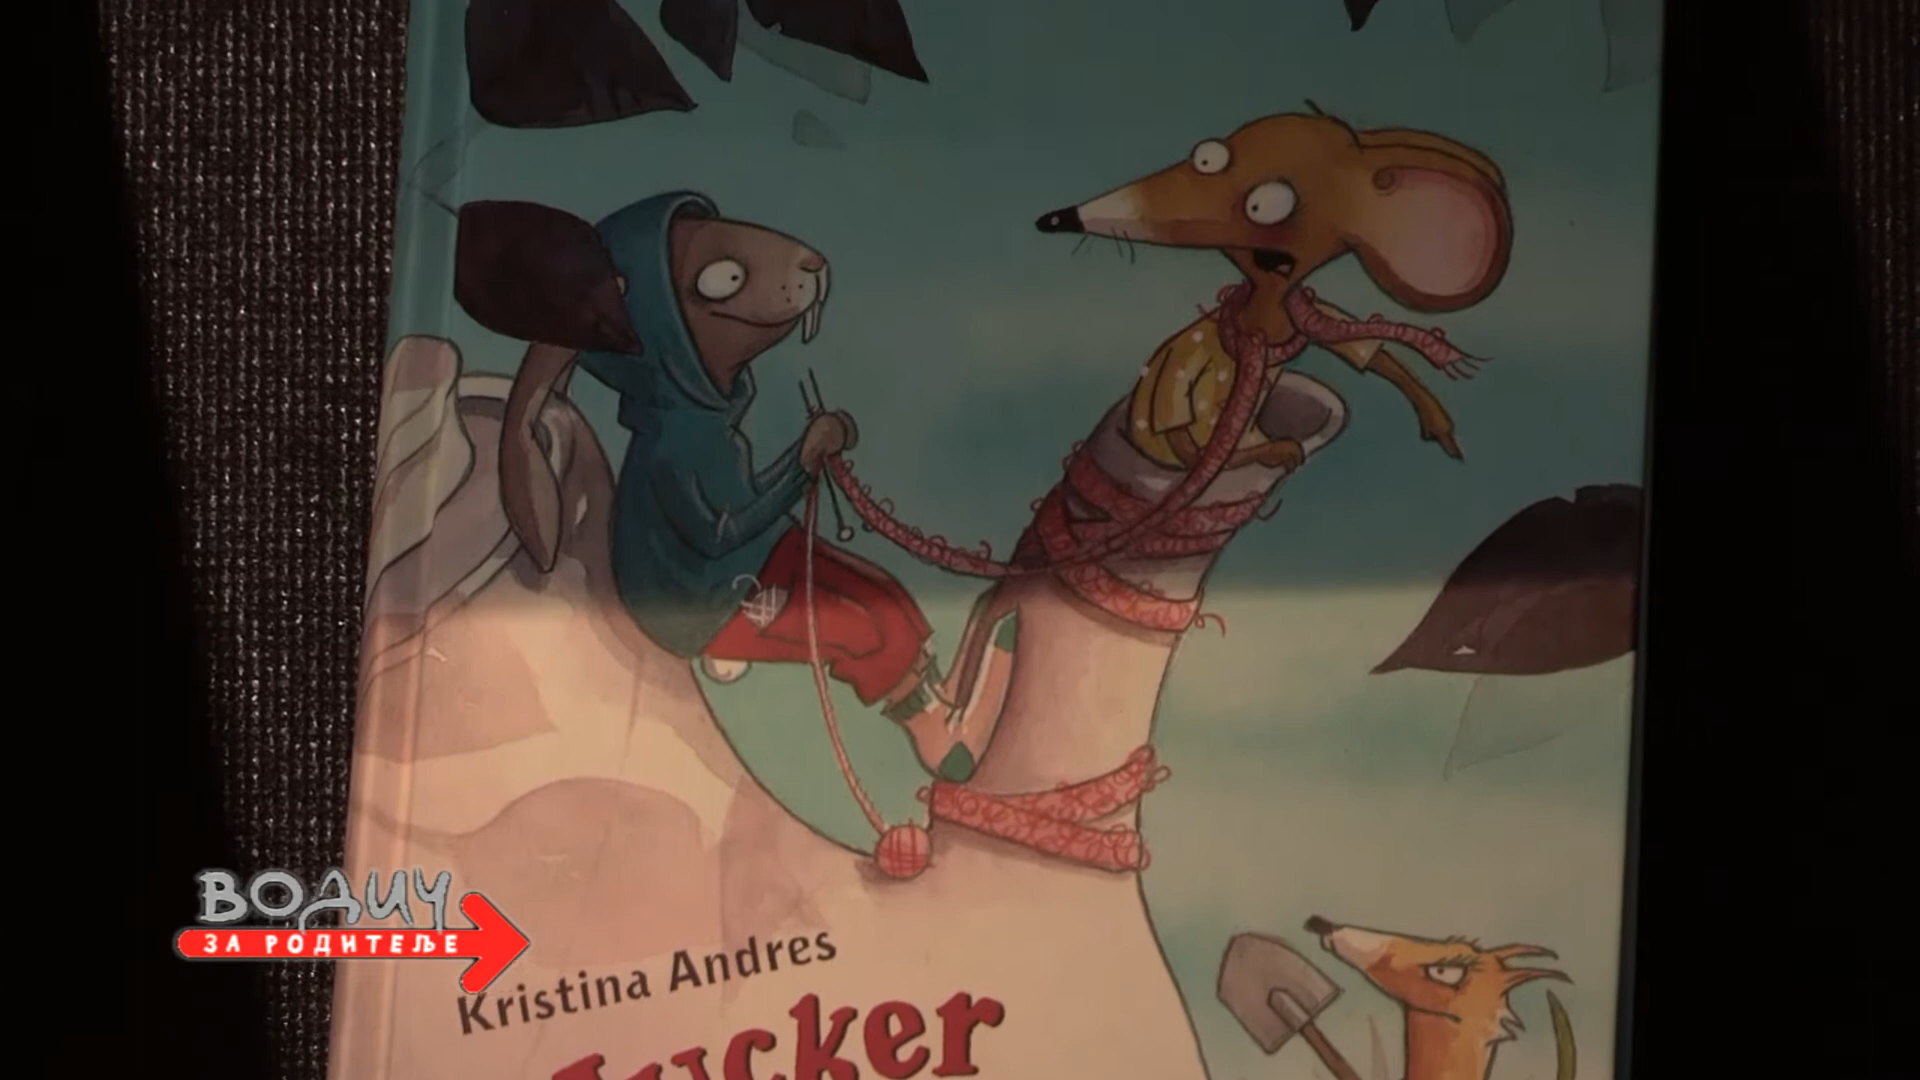 ВОДИЧ
ЗА РОДИТЕЉЕ
Kristina Andres